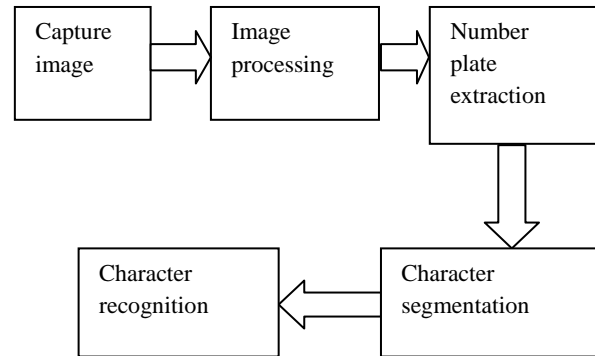 Capture
image
Image
processing
Number
plate
extraction
Character
segmentation
Character
recognition